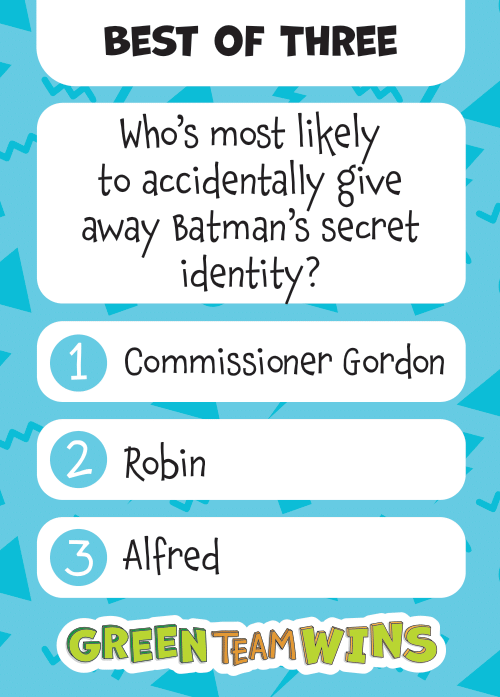 BEST OF THREE
Who's most likely
to accidentally give
away Batman's secret
identity?
1 Commissioner Gordon
2 Robin
3 Alfred
GREEN TEAM WINS